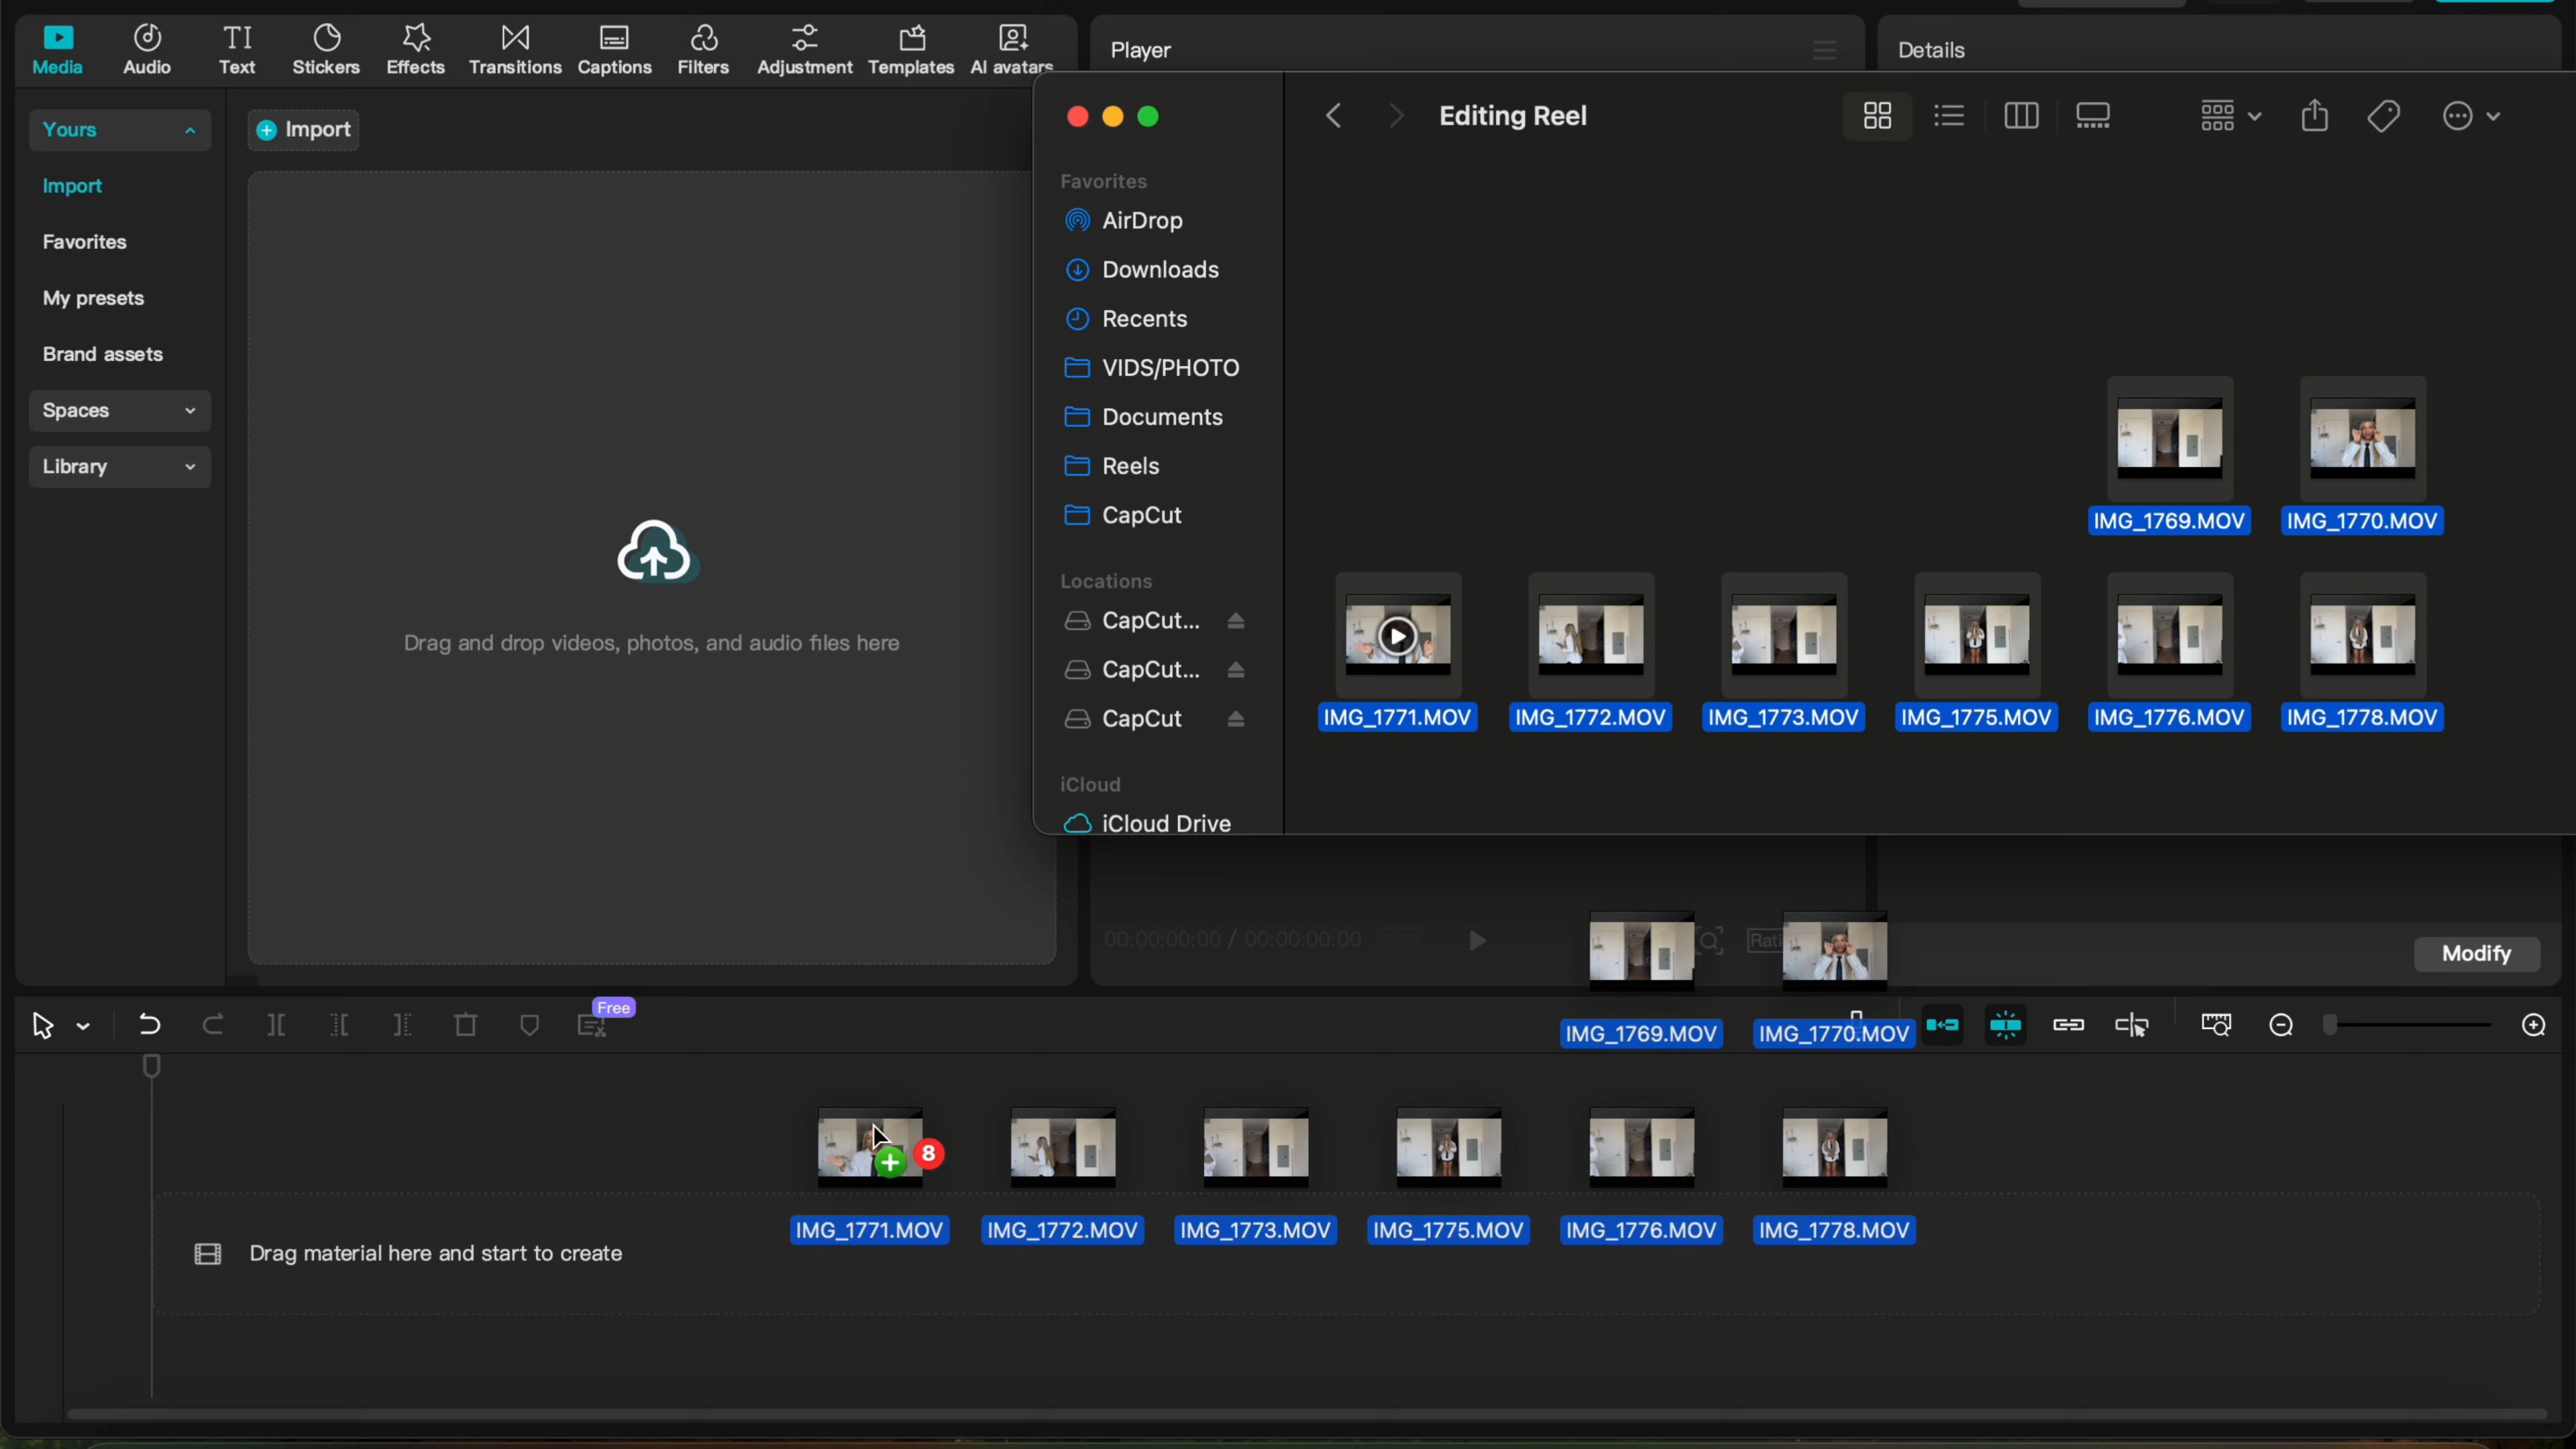 Media
Audio
Text
Stickers
Effects
Transitions
Captions
Filters
Adjustment
Templates
AI avatars
Player
Details
Yours
Import
Favorites
My presets
Brand assets
Spaces
Library
Import
Drag and drop videos, photos, and audio files here
Editing Reel
Favorites
AirDrop
Downloads
Recents
VIDS/PHOTO
Documents
Reels
CapCut
Locations
CapCut...
CapCut...
CapCut
iCloud
iCloud Drive
IMG_1769.MOV
IMG_1770.MOV
IMG_1771.MOV
IMG_1772.MOV
IMG_1773.MOV
IMG_1775.MOV
IMG_1776.MOV
IMG_1778.MOV
00:00:00:00 / 00:00:00:00
Rati
Modify
Free
IMG_1769.MOV
IMG_1770.MOV
8
IMG_1771.MOV
IMG_1772.MOV
IMG_1773.MOV
IMG_1775.MOV
IMG_1776.MOV
IMG_1778.MOV
Drag material here and start to create